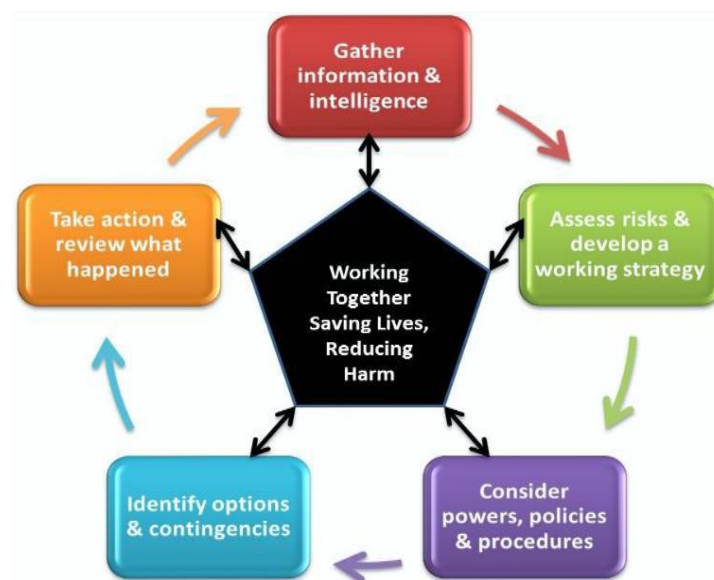 Gather
information &
intelligence
Assess risks &
develop a
working strategy
Consider
powers, policies
& procedures
Identify options
& contingencies
Take action &
review what
happened
Working
Together
Saving Lives,
Reducing
Harm